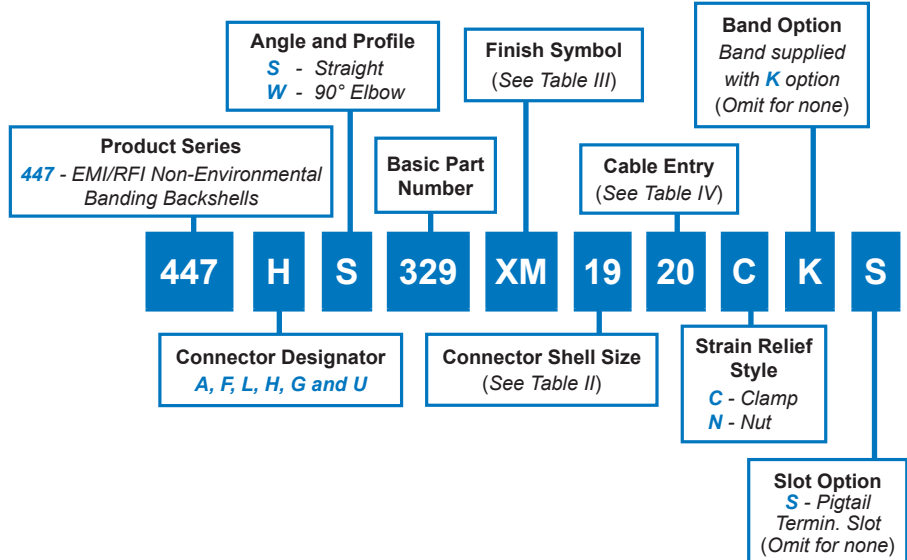 Angle and Profile
S - Straight
W - 90° Elbow
Finish Symbol
(See Table III)
Band Option
Band supplied
with K option
(Omit for none)
Product Series
447 - EMI/RFI Non-Environmental
Banding Backshells
Basic Part
Number
Cable Entry
(See Table IV)
447 H S 329 XM 19 20 C K S
Connector Designator
A, F, L, H, G and U
Connector Shell Size
(See Table II)
Strain Relief
Style
C - Clamp
N - Nut
Slot Option
S - Pigtail
Termin. Slot
(Omit for none)